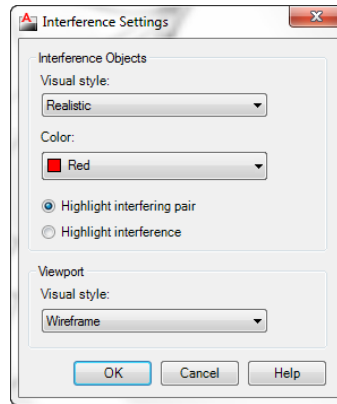 Interference Settings
Interference Objects
Visual style:
Realistic
Color:
Red
Highlight interfering pair
Highlight interference
Viewport
Visual style:
Wireframe
OK Cancel Help